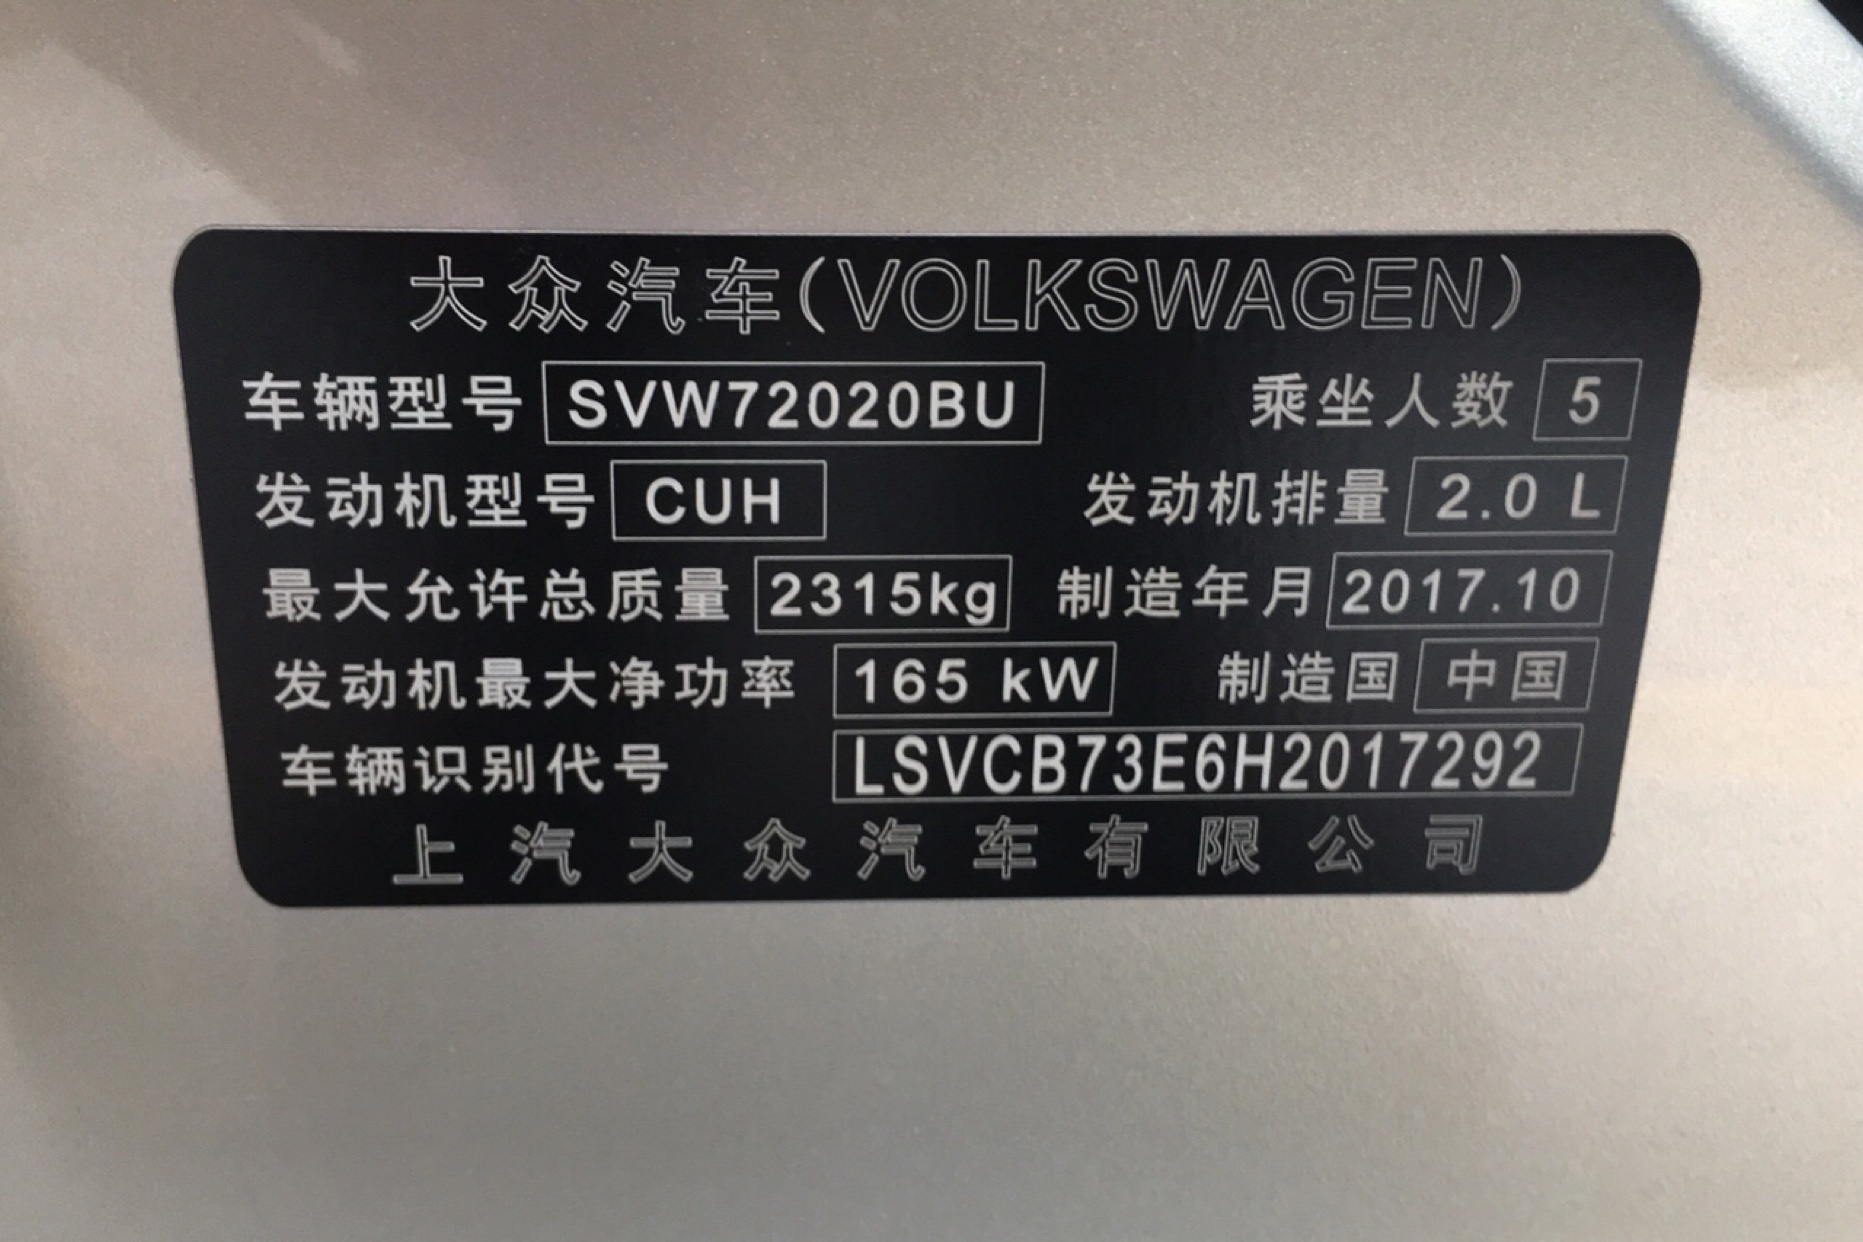 大众汽车(VOLKSWAGEN)
车辆型号 SVW72020BU 乘坐人数 5
发动机型号 CUH 发动机排量 2.0 L
最大允许总质量 2315kg 制造年月 2017.10
发动机最大净功率 165 kW 制造国 中国
车辆识别代号 LSVCB73E6H2017292
上汽大众汽车有限公司